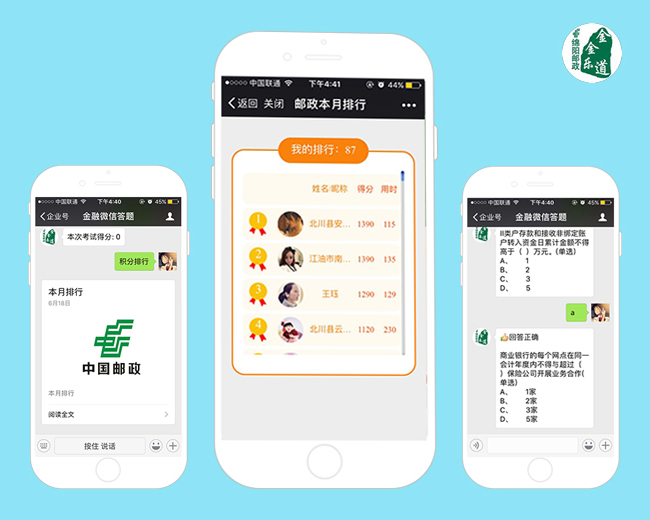 金金乐道
绵阳邮政
中国联通
下午4:40
45%
企业号
金融微信答题
本次考试得分: 0
积分排行
本月排行
6月18日
中国邮政
本月排行
阅读全文
按住 说话
中国联通
下午4:41
44%
返回 关闭 邮政本月排行
我的排行：87
姓名/昵称 得分 用时
1 北川县安... 1390 115
2 江油市南... 1390 135
3 王珏 1290 129
4 北川县云... 1120 230
中国联通
下午4:40
45%
企业号
金融微信答题
II类户存款和接收非绑定账
户转入资金日累计金额不得
高于（ ）万元。(单选)
A、 1
B、 2
C、 3
D、 5
a
回答正确
商业银行的每个网点在同一
会计年度内不得与超过（
）保险公司开展业务合作(
单选)
A、 1家
B、 2家
C、 3家
D、 5家